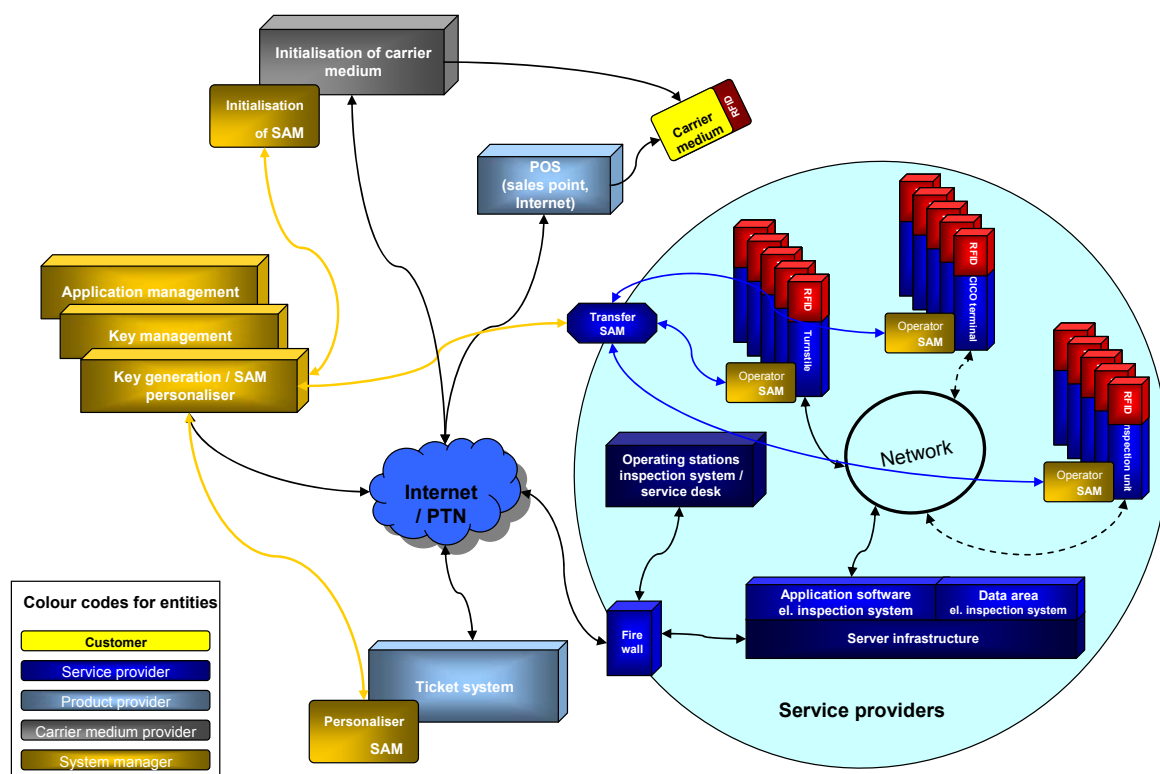 Initialisation of carrier
medium
Initialisation
of SAM
RFID
Carrier
medium
POS
(sales point,
Internet)
Application management
Key management
Key generation / SAM
personaliser
Transfer
SAM
RFID
Turnstile
Operator
SAM
RFID
CICO terminal
Operator
SAM
RFID
Inspection unit
Operator
SAM
Network
Operating stations
inspection system /
service desk
Internet
/ PTN
Application software
el. inspection system
Data area
el. inspection system
Server infrastructure
Fire
wall
Service providers
Ticket system
Personaliser
SAM
Colour codes for entities
Customer
Service provider
Product provider
Carrier medium provider
System manager